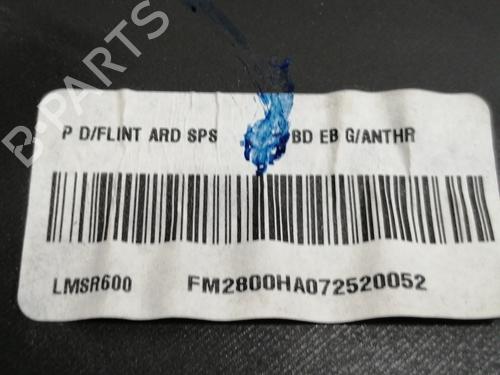 B-PARTS
P D/FLINT ARD SPS BD EB G/ANTHR
LMSR600 FM2800HA072520052